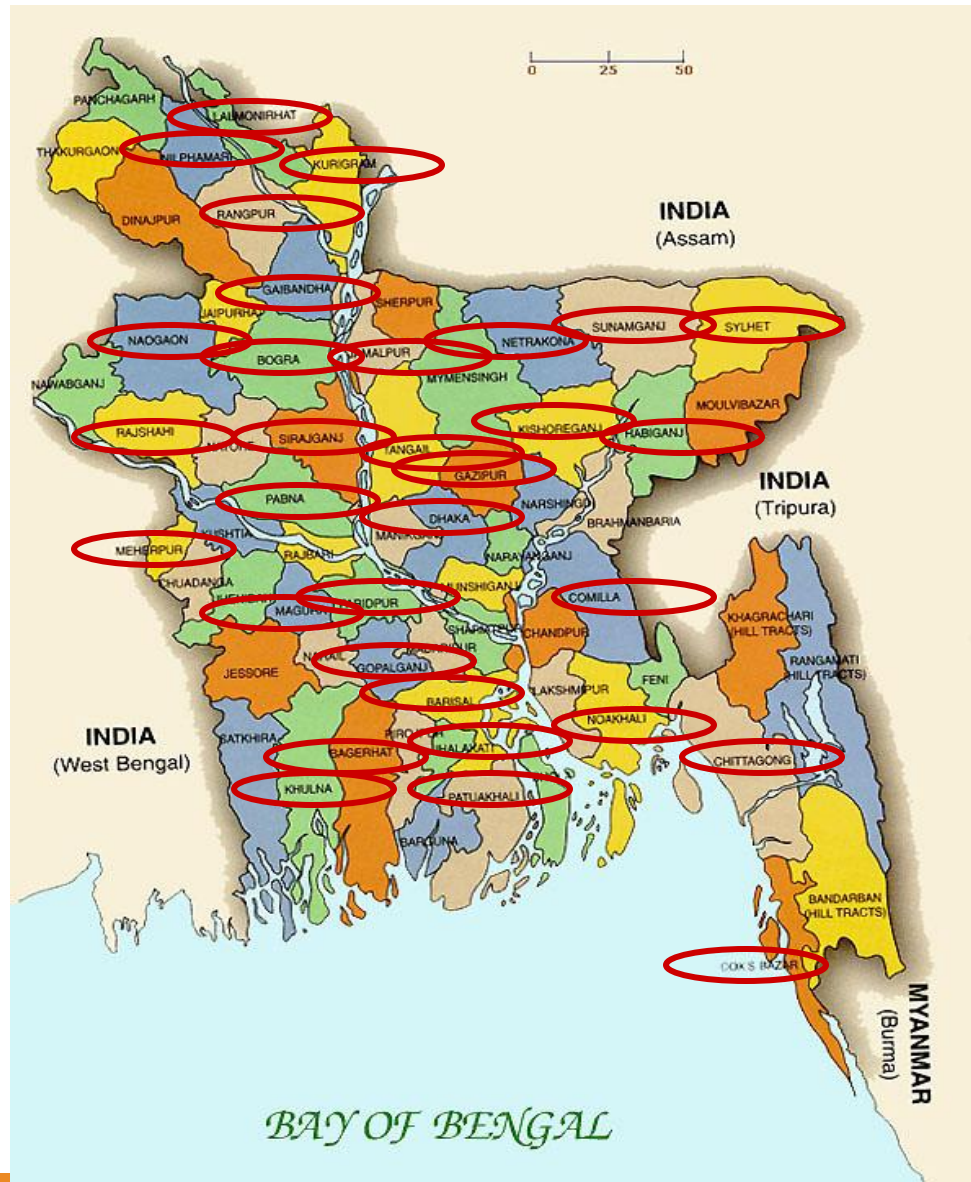 0 25 50
PANCHAGARH
LALMONIRHAT
THAKURGAON
NILPHAMARI
KURIGRAM
DINAJPUR
RANGPUR
INDIA
(Assam)
GAIBANDHA
SHERPUR
JAIPURHAT
NAOGAON
SUNAMGANJ
SYLHET
NETRAKONA
BOGRA
JAMALPUR
MYMENSINGH
NAWABGANJ
MOULVIBAZAR
RAJSHAHI
NATORE
SIRAJGANJ
KISHOREGANJ
HABIGANJ
TANGAIL
GAZIPUR
INDIA
(Tripura)
PABNA
NARSHINGDI
DHAKA
BRAHMANBARIA
KUSHTIA
MANIKGANJ
MEHERPUR
RAJBARI
NARAYANGANJ
CHUADANGA
JHENIDAH
MUNSHIGANJ
MAGURA
FARIDPUR
COMILLA
SHARIATPUR
CHANDPUR
KHAGRACHARI
(HILL TRACTS)
NARAIL
MADARIPUR
GOPALGANJ
JESSORE
RANGAMATI
(HILL TRACTS)
FENI
LAKSHMIPUR
BARISAL
NOAKHALI
INDIA
(West Bengal)
SATKHIRA
PIROJPUR
BAGERHAT
JHALAKATI
CHITTAGONG
KHULNA
PATUAKHALI
BARGUNA
BANDARBAN
(HILL TRACTS)
COX'S BAZAR
MYANMAR
(Burma)
BAY OF BENGAL